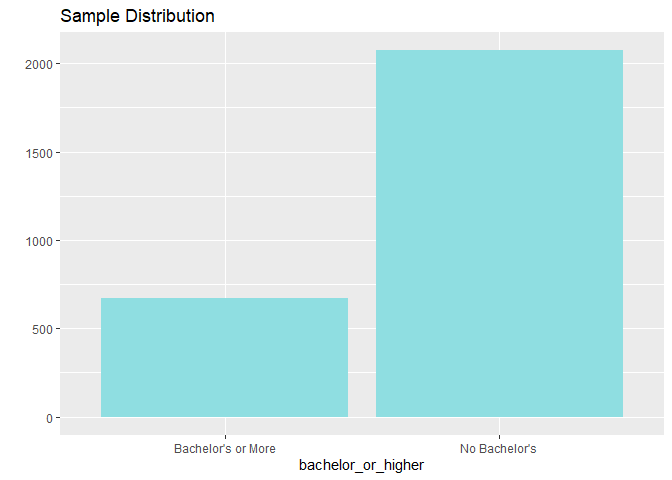 Sample Distribution
2000
1500
1000
500
0
Bachelor's or More
No Bachelor's
bachelor_or_higher